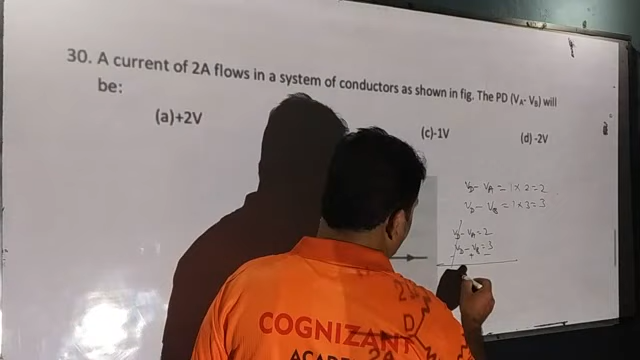 30. A current of 2A flows in a system of conductors as shown in fig. The PD (VA- VB) will
be:
(a)+2V
(c)-1V
(d) -2V
VD - VA = 1 × 2 = 2
VD - VB = 1 × 3 = 3
VD - VA = 2
VD - VB = 3
+ -
COGNIZANT
2A
D